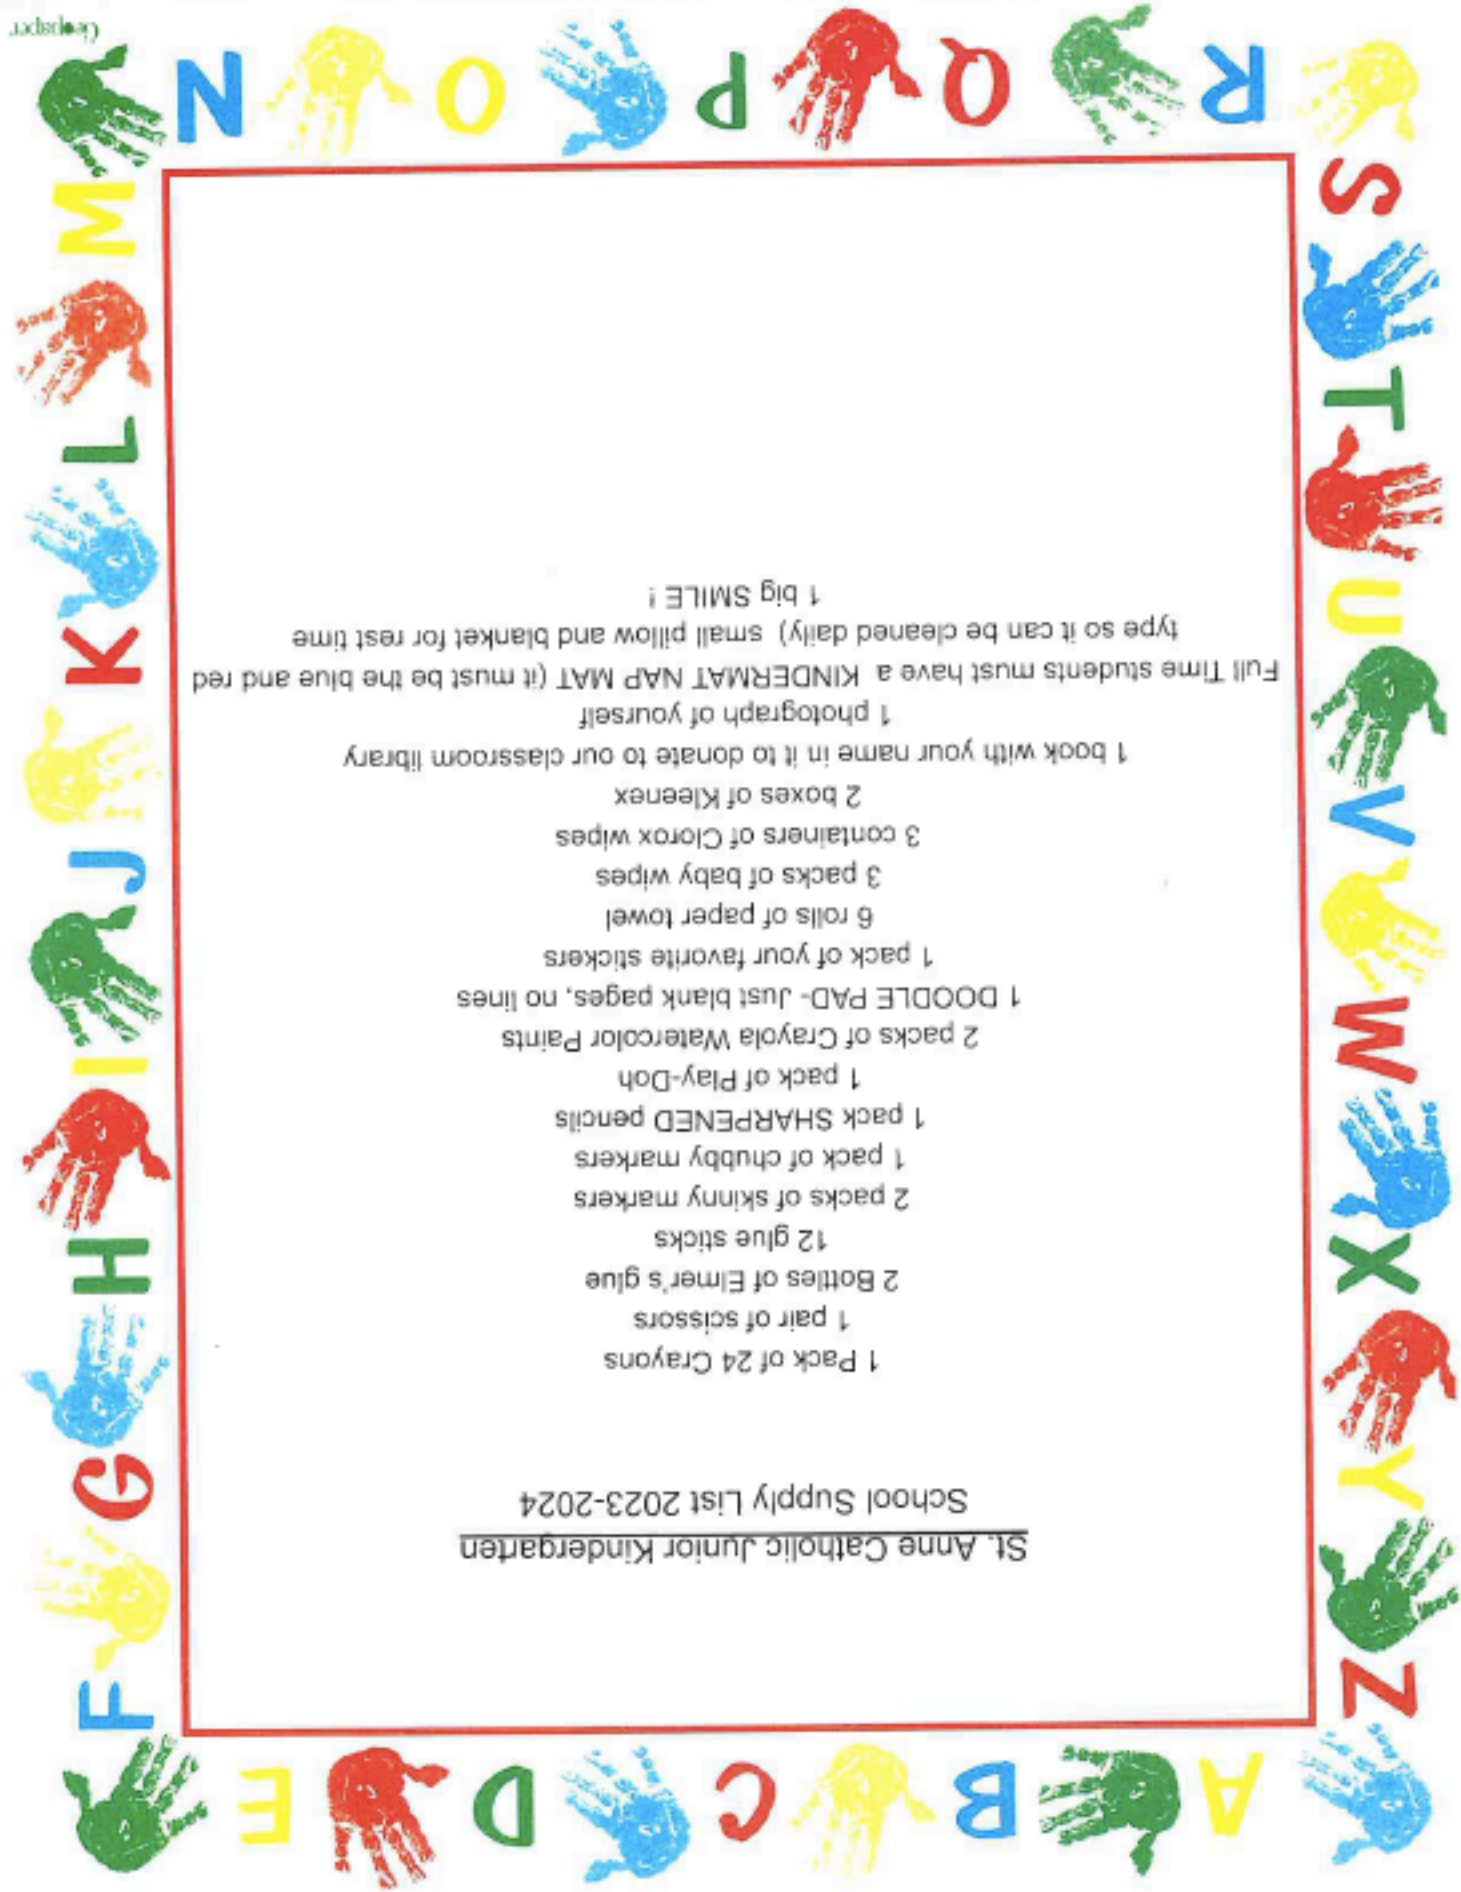 A
B
C
D
E
F
G
H
I
J
K
L
M
N
O
P
Q
R
S
T
U
V
W
X
Y
Z
St. Anne Catholic Junior Kindergarten
School Supply List 2023-2024
1 Pack of 24 Crayons
1 pair of scissors
2 Bottles of Elmer's glue
12 glue sticks
2 packs of skinny markers
1 pack of chubby markers
1 pack SHARPENED pencils
1 pack of Play-Doh
2 packs of Crayola Watercolor Paints
1 DOODLE PAD- Just blank pages, no lines
1 pack of your favorite stickers
6 rolls of paper towel
3 packs of baby wipes
3 containers of Clorox wipes
2 boxes of Kleenex
1 book with your name in it to donate to our classroom library
1 photograph of yourself
Full Time students must have a KINDERMAT NAP MAT (it must be the blue and red
type so it can be cleaned daily) small pillow and blanket for rest time
1 big SMILE !
Geopaper